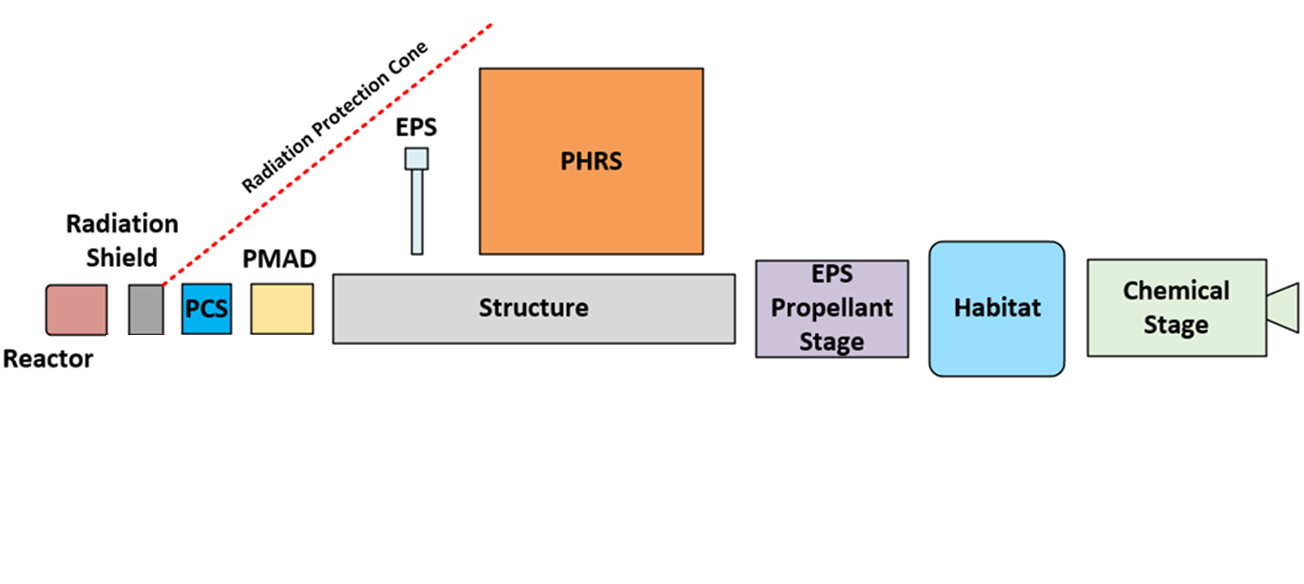 Radiation Protection Cone
EPS
PHRS
Radiation
Shield
PMAD
PCS
Structure
EPS
Propellant
Stage
Habitat
Chemical
Stage
Reactor